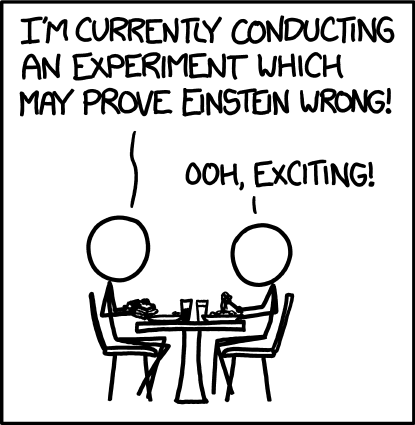 I'M CURRENTLY CONDUCTING
AN EXPERIMENT WHICH
MAY PROVE EINSTEIN WRONG!
OOH, EXCITING!